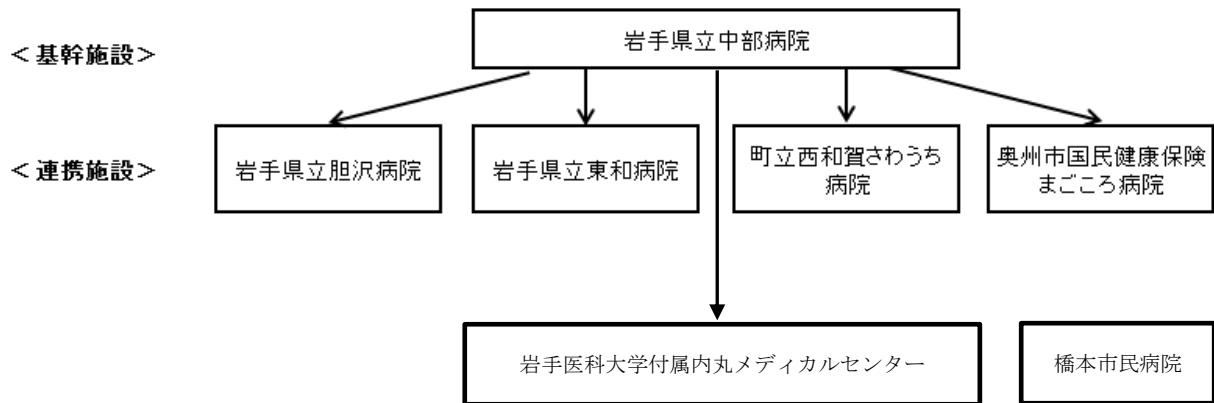 ＜基幹施設＞
岩手県立中部病院
＜連携施設＞
岩手県立胆沢病院
岩手県立東和病院
町立西和賀さわうち
病院
奥州市国民健康保険
まごころ病院
岩手医科大学付属内丸メディカルセンター
橋本市民病院